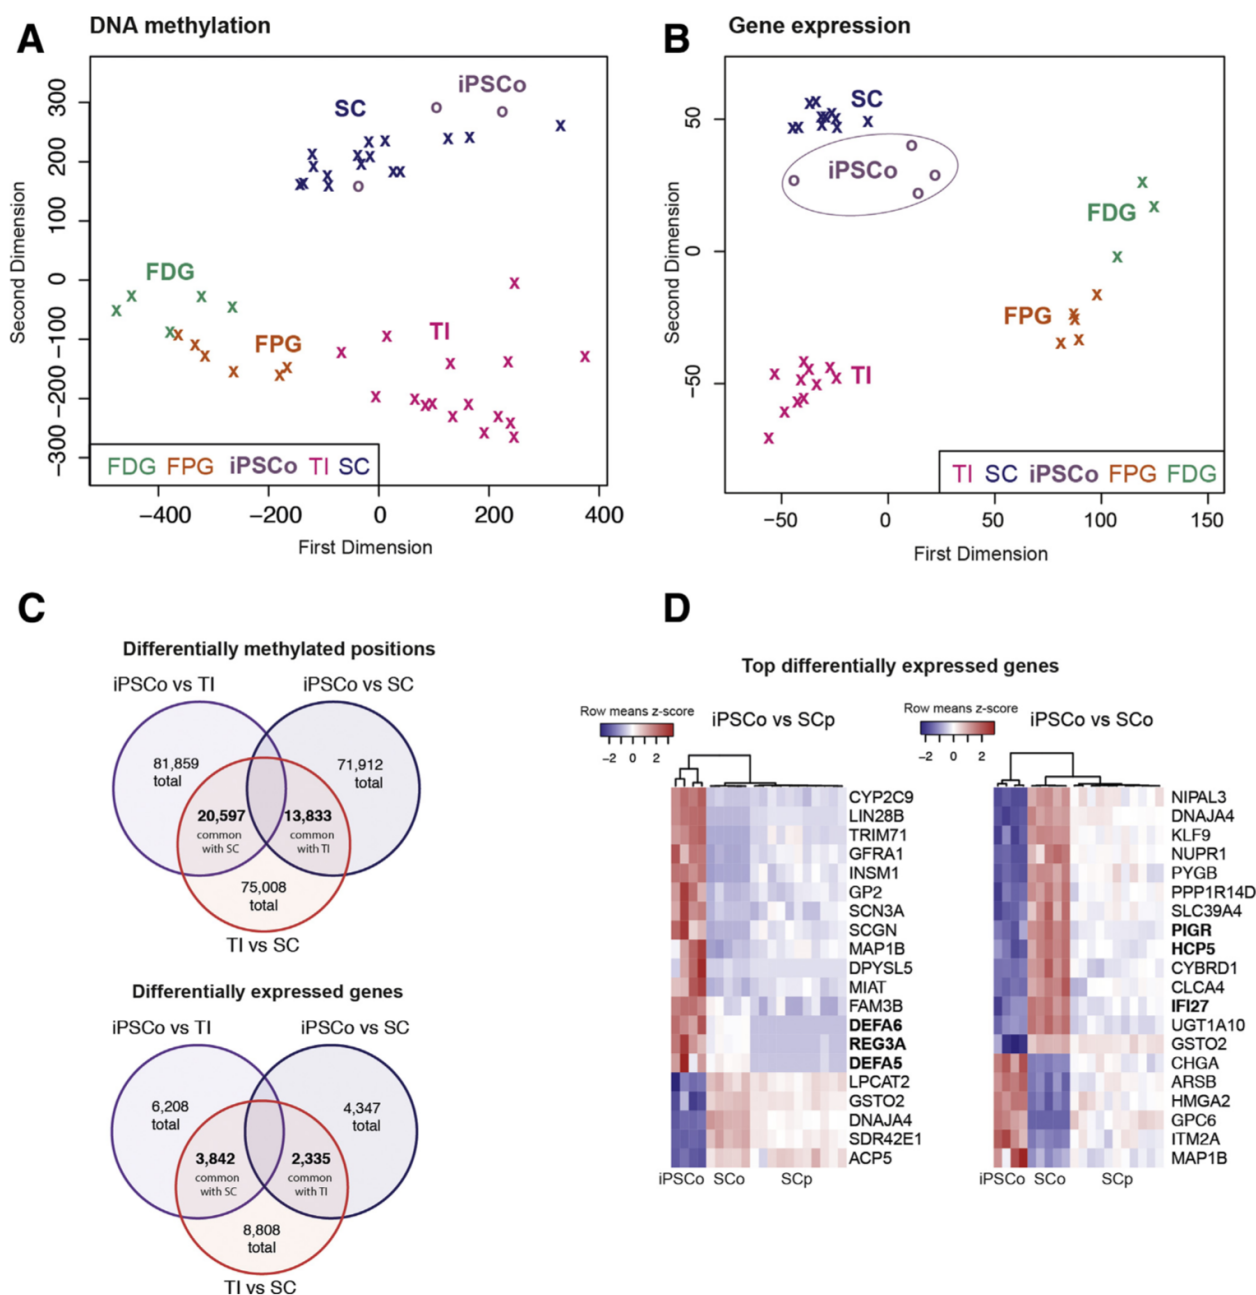 A
DNA methylation
Second Dimension
300
200
100
0
−100
−200
−300
SC
iPSCo
FDG
FPG
TI
FDG FPG iPSCo TI SC
−400 −200 0 200 400
First Dimension
B
Gene expression
Second Dimension
50
0
−50
SC
iPSCo
FDG
FPG
TI
TI SC iPSCo FPG FDG
−50 0 50 100 150
First Dimension
C
Differentially methylated positions
iPSCo vs TI
iPSCo vs SC
81,859
total
71,912
total
20,597
common
with SC
13,833
common
with TI
75,008
total
TI vs SC
Differentially expressed genes
iPSCo vs TI
iPSCo vs SC
6,208
total
4,347
total
3,842
common
with SC
2,335
common
with TI
8,808
total
TI vs SC
D
Top differentially expressed genes
Row means z-score
−2 0 2
iPSCo vs SCp
CYP2C9
LIN28B
TRIM71
GFRA1
INSM1
GP2
SCN3A
SCGN
MAP1B
DPYSL5
MIAT
FAM3B
DEFA6
REG3A
DEFA5
LPCAT2
GSTO2
DNAJA4
SDR42E1
ACP5
iPSCo SCo SCp
Row means z-score
−2 0 2
iPSCo vs SCo
NIPAL3
DNAJA4
KLF9
NUPR1
PYGB
PPP1R14D
SLC39A4
PIGR
HCP5
CYBRD1
CLCA4
IFI27
UGT1A10
GSTO2
CHGA
ARSB
HMGA2
GPC6
ITM2A
MAP1B
iPSCo SCo SCp